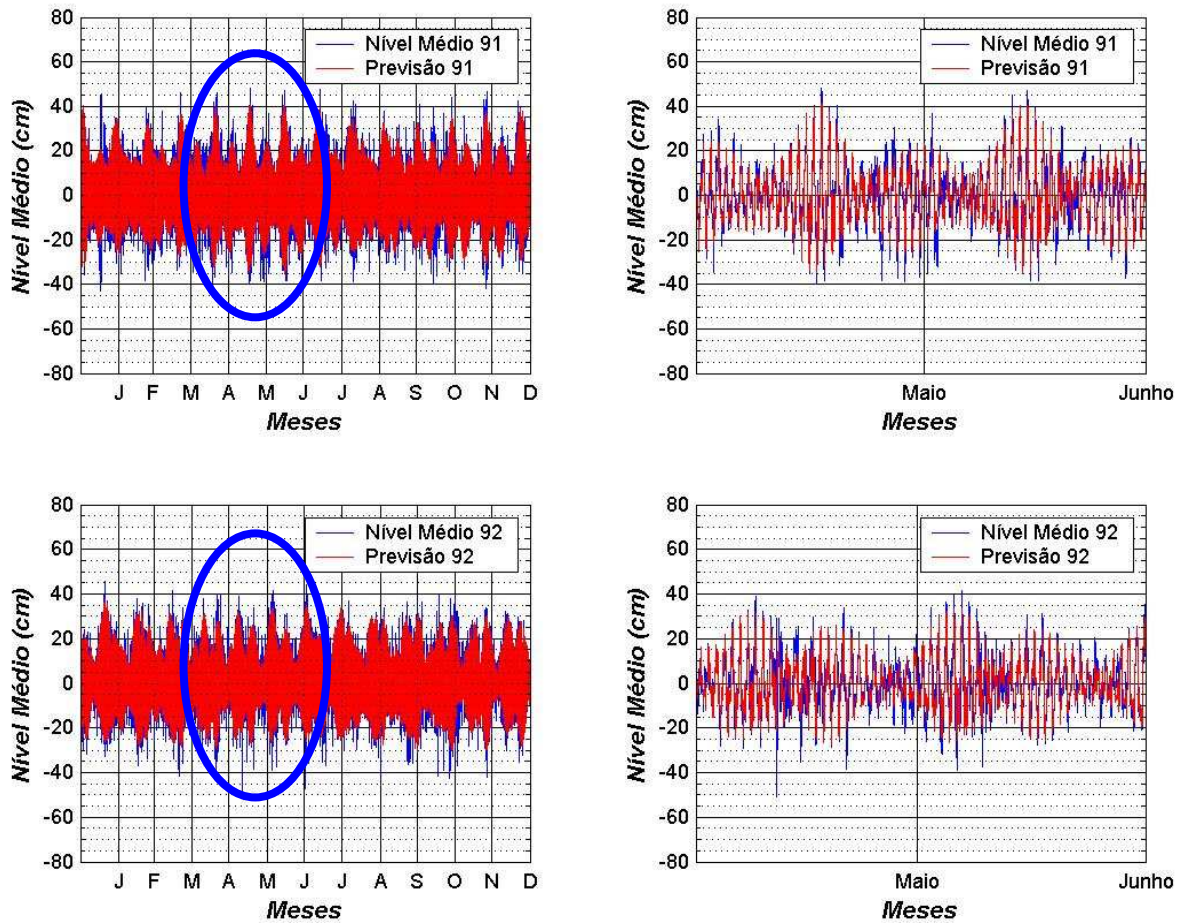 80
60
40
20
0
-20
-40
-60
-80
Nível Médio (cm)
Nível Médio 91
Previsão 91
J F M A M J J A S O N D
Meses
80
60
40
20
0
-20
-40
-60
-80
Nível Médio (cm)
Nível Médio 91
Previsão 91
Maio Junho
Meses
80
60
40
20
0
-20
-40
-60
-80
Nível Médio (cm)
Nível Médio 92
Previsão 92
J F M A M J J A S O N D
Meses
80
60
40
20
0
-20
-40
-60
-80
Nível Médio (cm)
Nível Médio 92
Previsão 92
Maio Junho
Meses